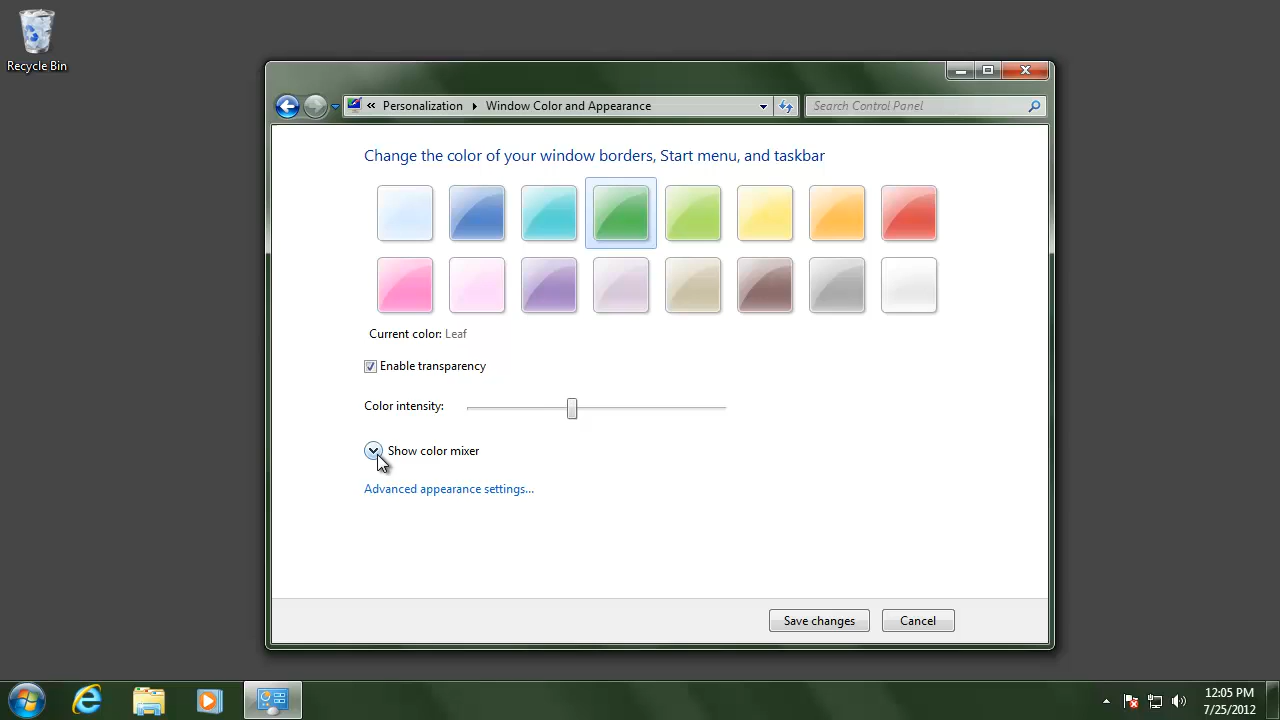 Recycle Bin
« Personalization Window Color and Appearance
Search Control Panel
Change the color of your window borders, Start menu, and taskbar
Current color: Leaf
Enable transparency
Color intensity:
Show color mixer
Advanced appearance settings...
Save changes
Cancel
12:05 PM
7/25/2012